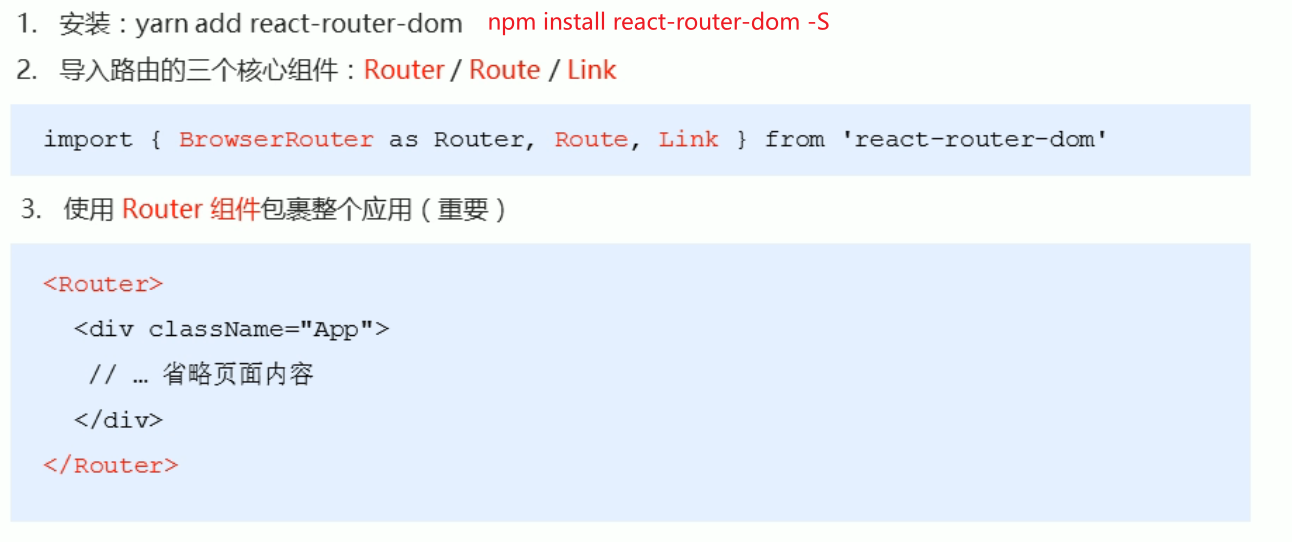 1. 安装：yarn add react-router-dom npm install react-router-dom -S
2. 导入路由的三个核心组件：Router / Route / Link
import { BrowserRouter as Router, Route, Link } from 'react-router-dom'
3. 使用 Router 组件包裹整个应用（重要）
<Router>
<div className="App">
// … 省略页面内容
</div>
</Router>